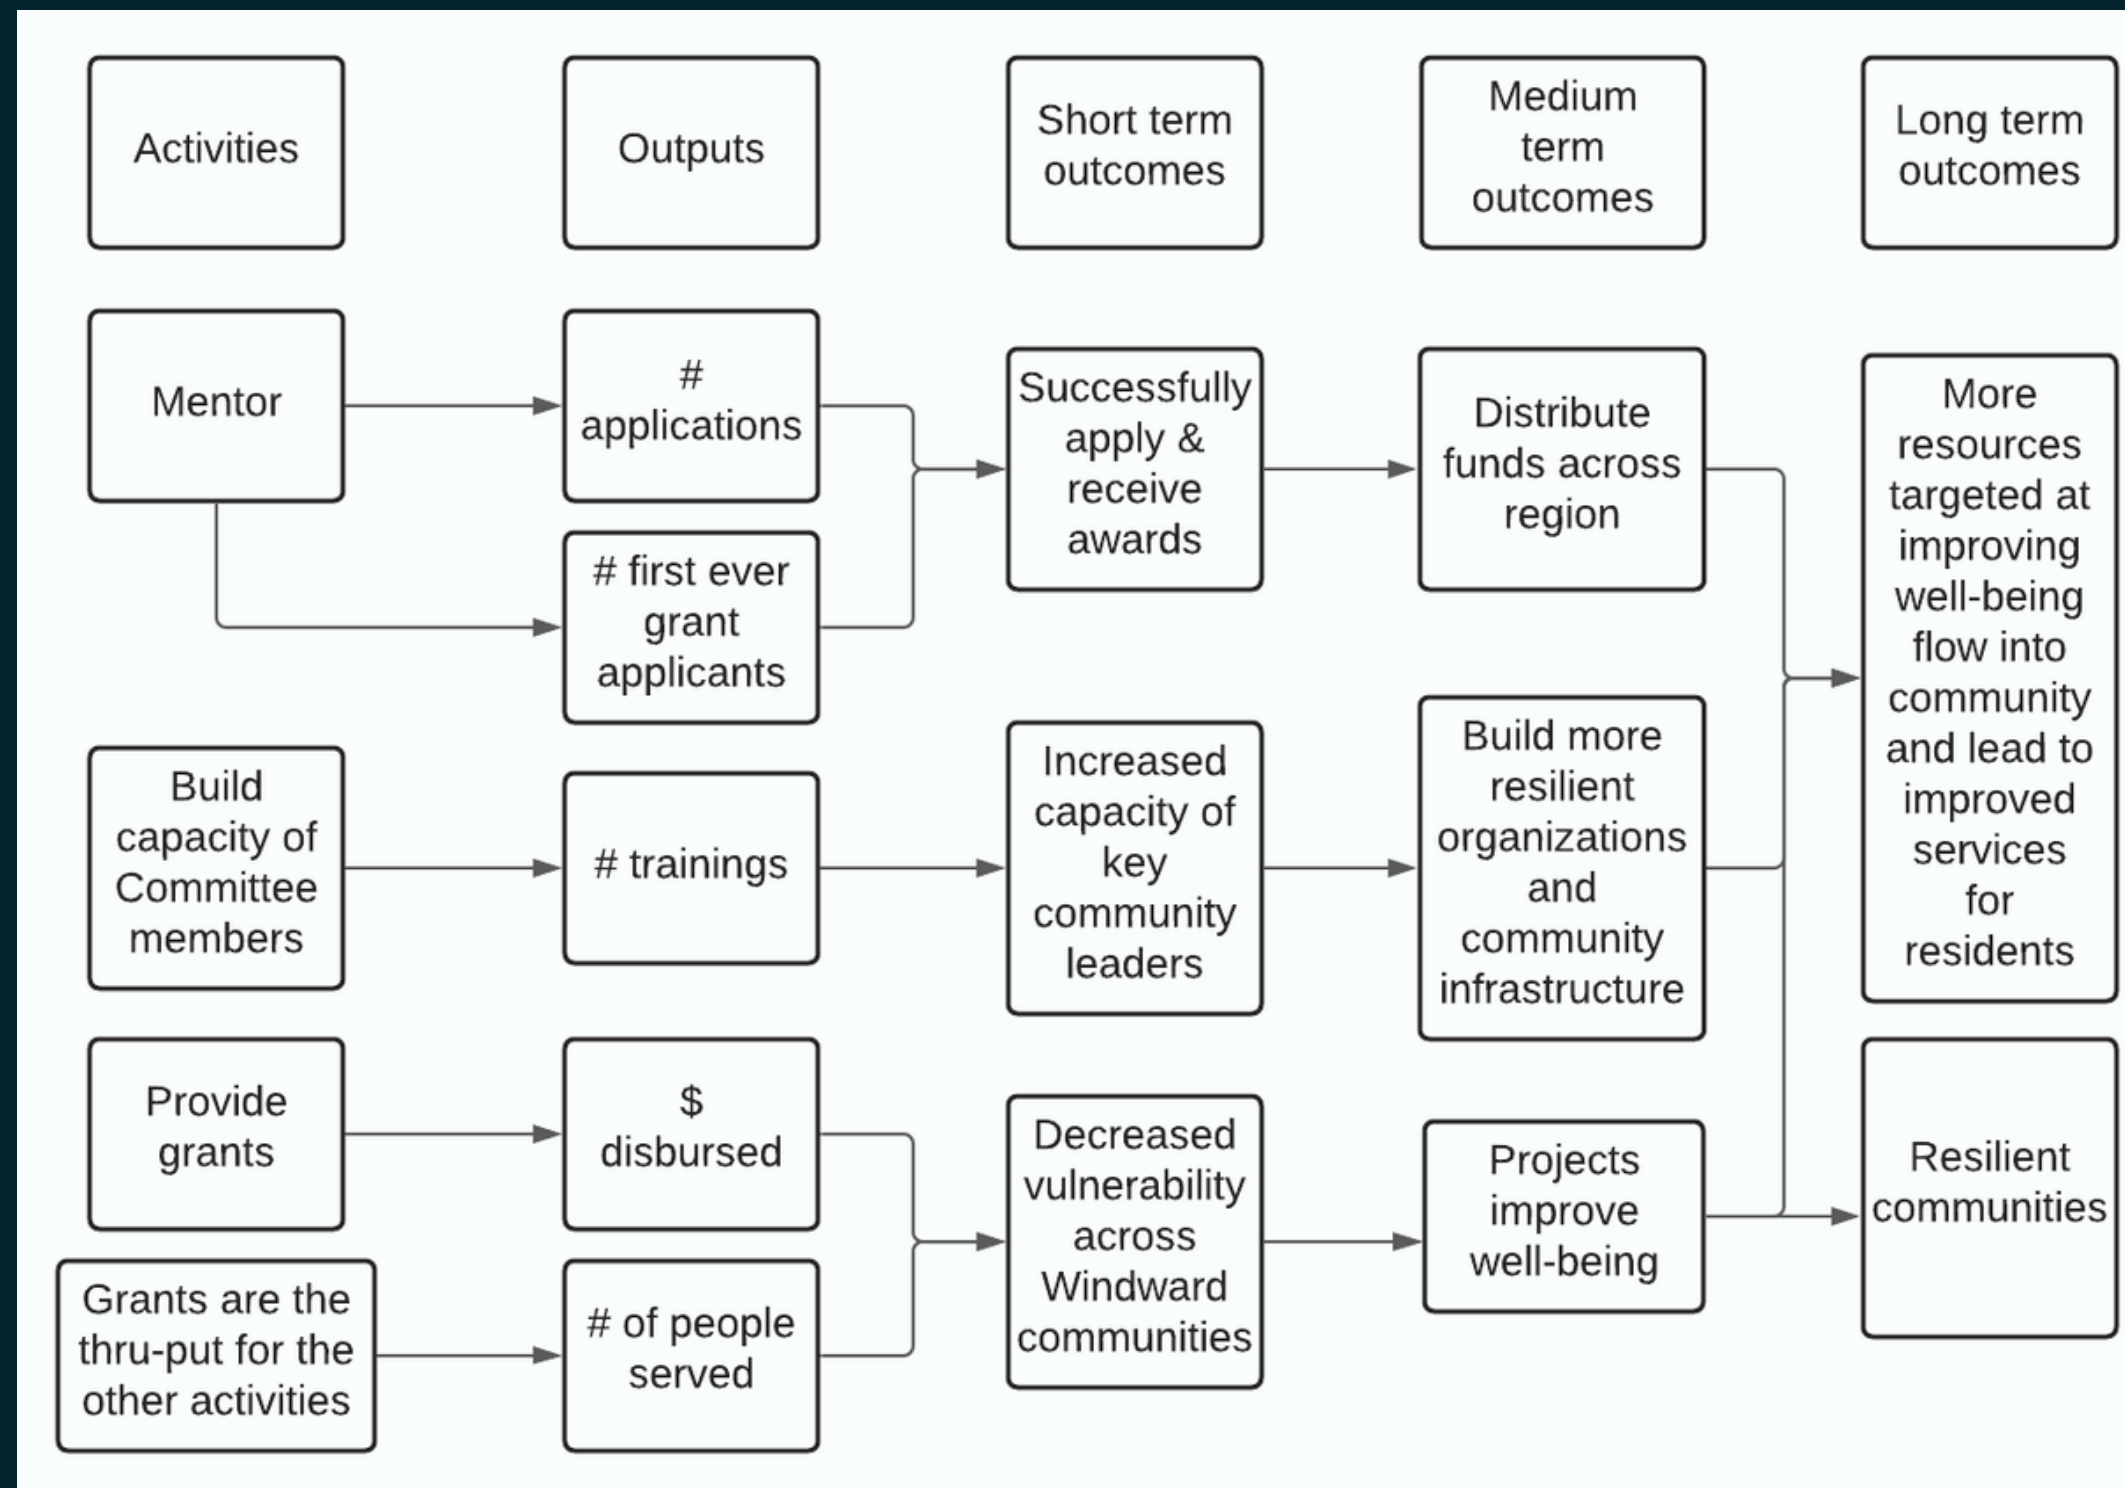 Activities
Outputs
Short term
outcomes
Medium
term
outcomes
Long term
outcomes
Mentor
#
applications
# first ever
grant
applicants
Successfully
apply &
receive
awards
Distribute
funds across
region
More
resources
targeted at
improving
well-being
flow into
community
and lead to
improved
services
for
residents
Build
capacity of
Committee
members
# trainings
Increased
capacity of
key
community
leaders
Build more
resilient
organizations
and
community
infrastructure
Provide
grants
$
disbursed
Decreased
vulnerability
across
Windward
communities
Projects
improve
well-being
Resilient
communities
Grants are the
thru-put for the
other activities
# of people
served